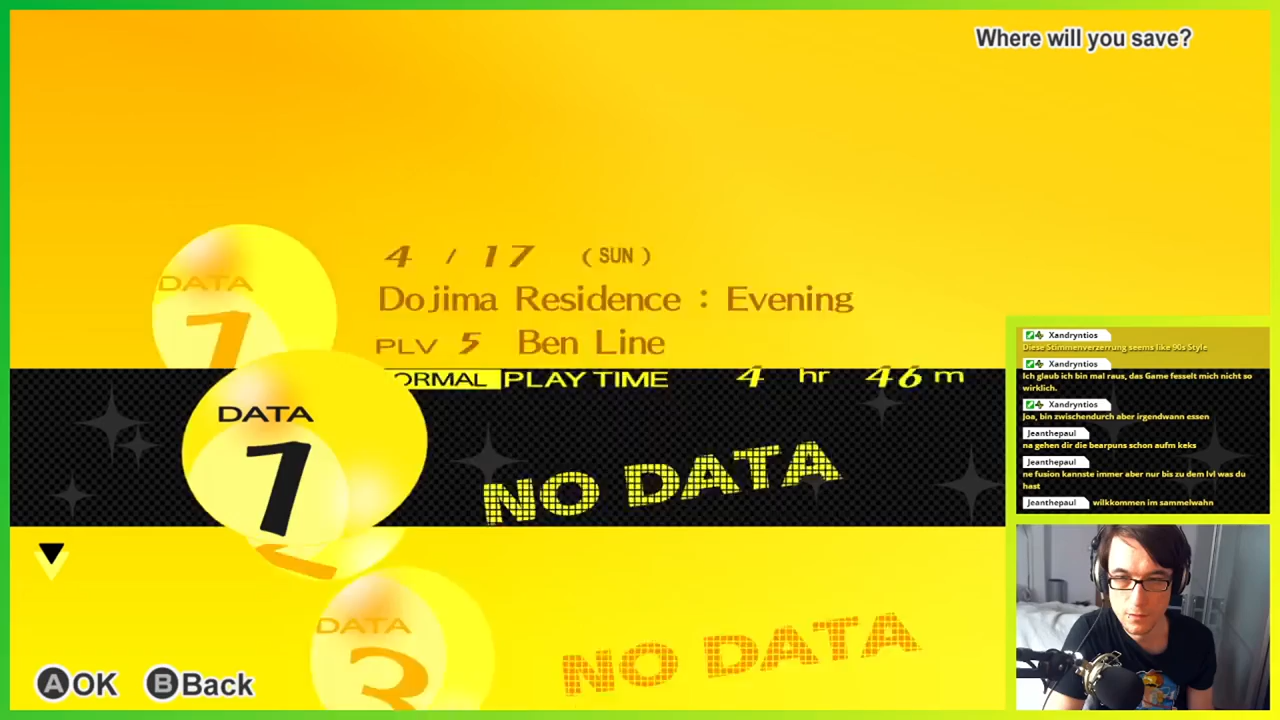 Where will you save?
4 / 17 (SUN)
DATA
1
Dojima Residence : Evening
PLV 5 Ben Line
ORMAL PLAY TIME 4 hr 46 m
DATA
1
NO DATA
DATA
3
NO DATA
A OK B Back
Xandryntios
Diese Stimmenverzerrung seems like 90s Style
Xandryntios
Ich glaub ich bin mal raus, das Game fesselt mich nicht so
wirklich.
Xandryntios
Joa, bin zwischendurch aber irgendwann essen
Jeanthepaul
na gehen dir die bearpuns schon aufm keks
Jeanthepaul
ne fusion kannste immer aber nur bis zu dem lvl was du
hast
Jeanthepaul wilkkommen im sammelwahn